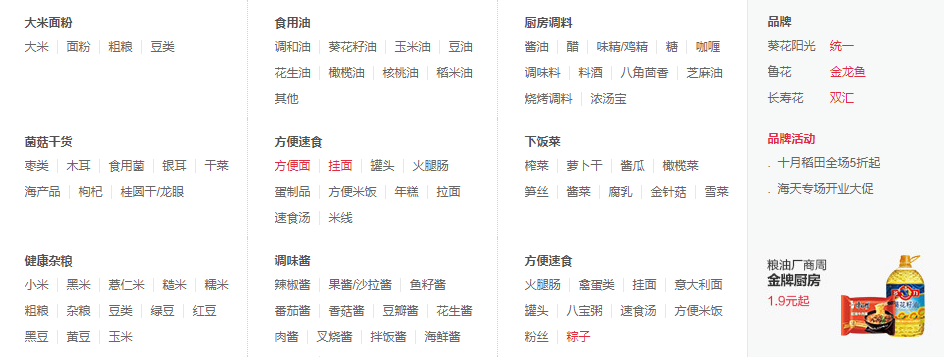 大米面粉
大米 面粉 粗粮 豆类
食用油
调和油 葵花籽油 玉米油 豆油
花生油 橄榄油 核桃油 稻米油
其他
厨房调料
酱油 醋 味精/鸡精 糖 咖喱
调味料 料酒 八角茴香 芝麻油
烧烤调料 浓汤宝
菌菇干货
枣类 木耳 食用菌 银耳 干菜
海产品 枸杞 桂圆干/龙眼
方便速食
方便面 挂面 罐头 火腿肠
蛋制品 方便米饭 年糕 拉面
速食汤 米线
下饭菜
榨菜 萝卜干 酱瓜 橄榄菜
笋丝 酱菜 腐乳 金针菇 雪菜
健康杂粮
小米 黑米 薏仁米 糙米 糯米
粗粮 杂粮 豆类 绿豆 红豆
黑豆 黄豆 玉米
调味酱
辣椒酱 果酱/沙拉酱 鱼籽酱
番茄酱 香菇酱 豆瓣酱 花生酱
肉酱 叉烧酱 拌饭酱 海鲜酱
方便速食
火腿肠 禽蛋类 挂面 意大利面
罐头 八宝粥 速食汤 方便米饭
粉丝 粽子
品牌
葵花阳光 统一
鲁花 金龙鱼
长寿花 双汇
品牌活动
. 十月稻田全场5折起
. 海天专场开业大促
粮油厂商周
金牌厨房
1.9元起
葵花籽油